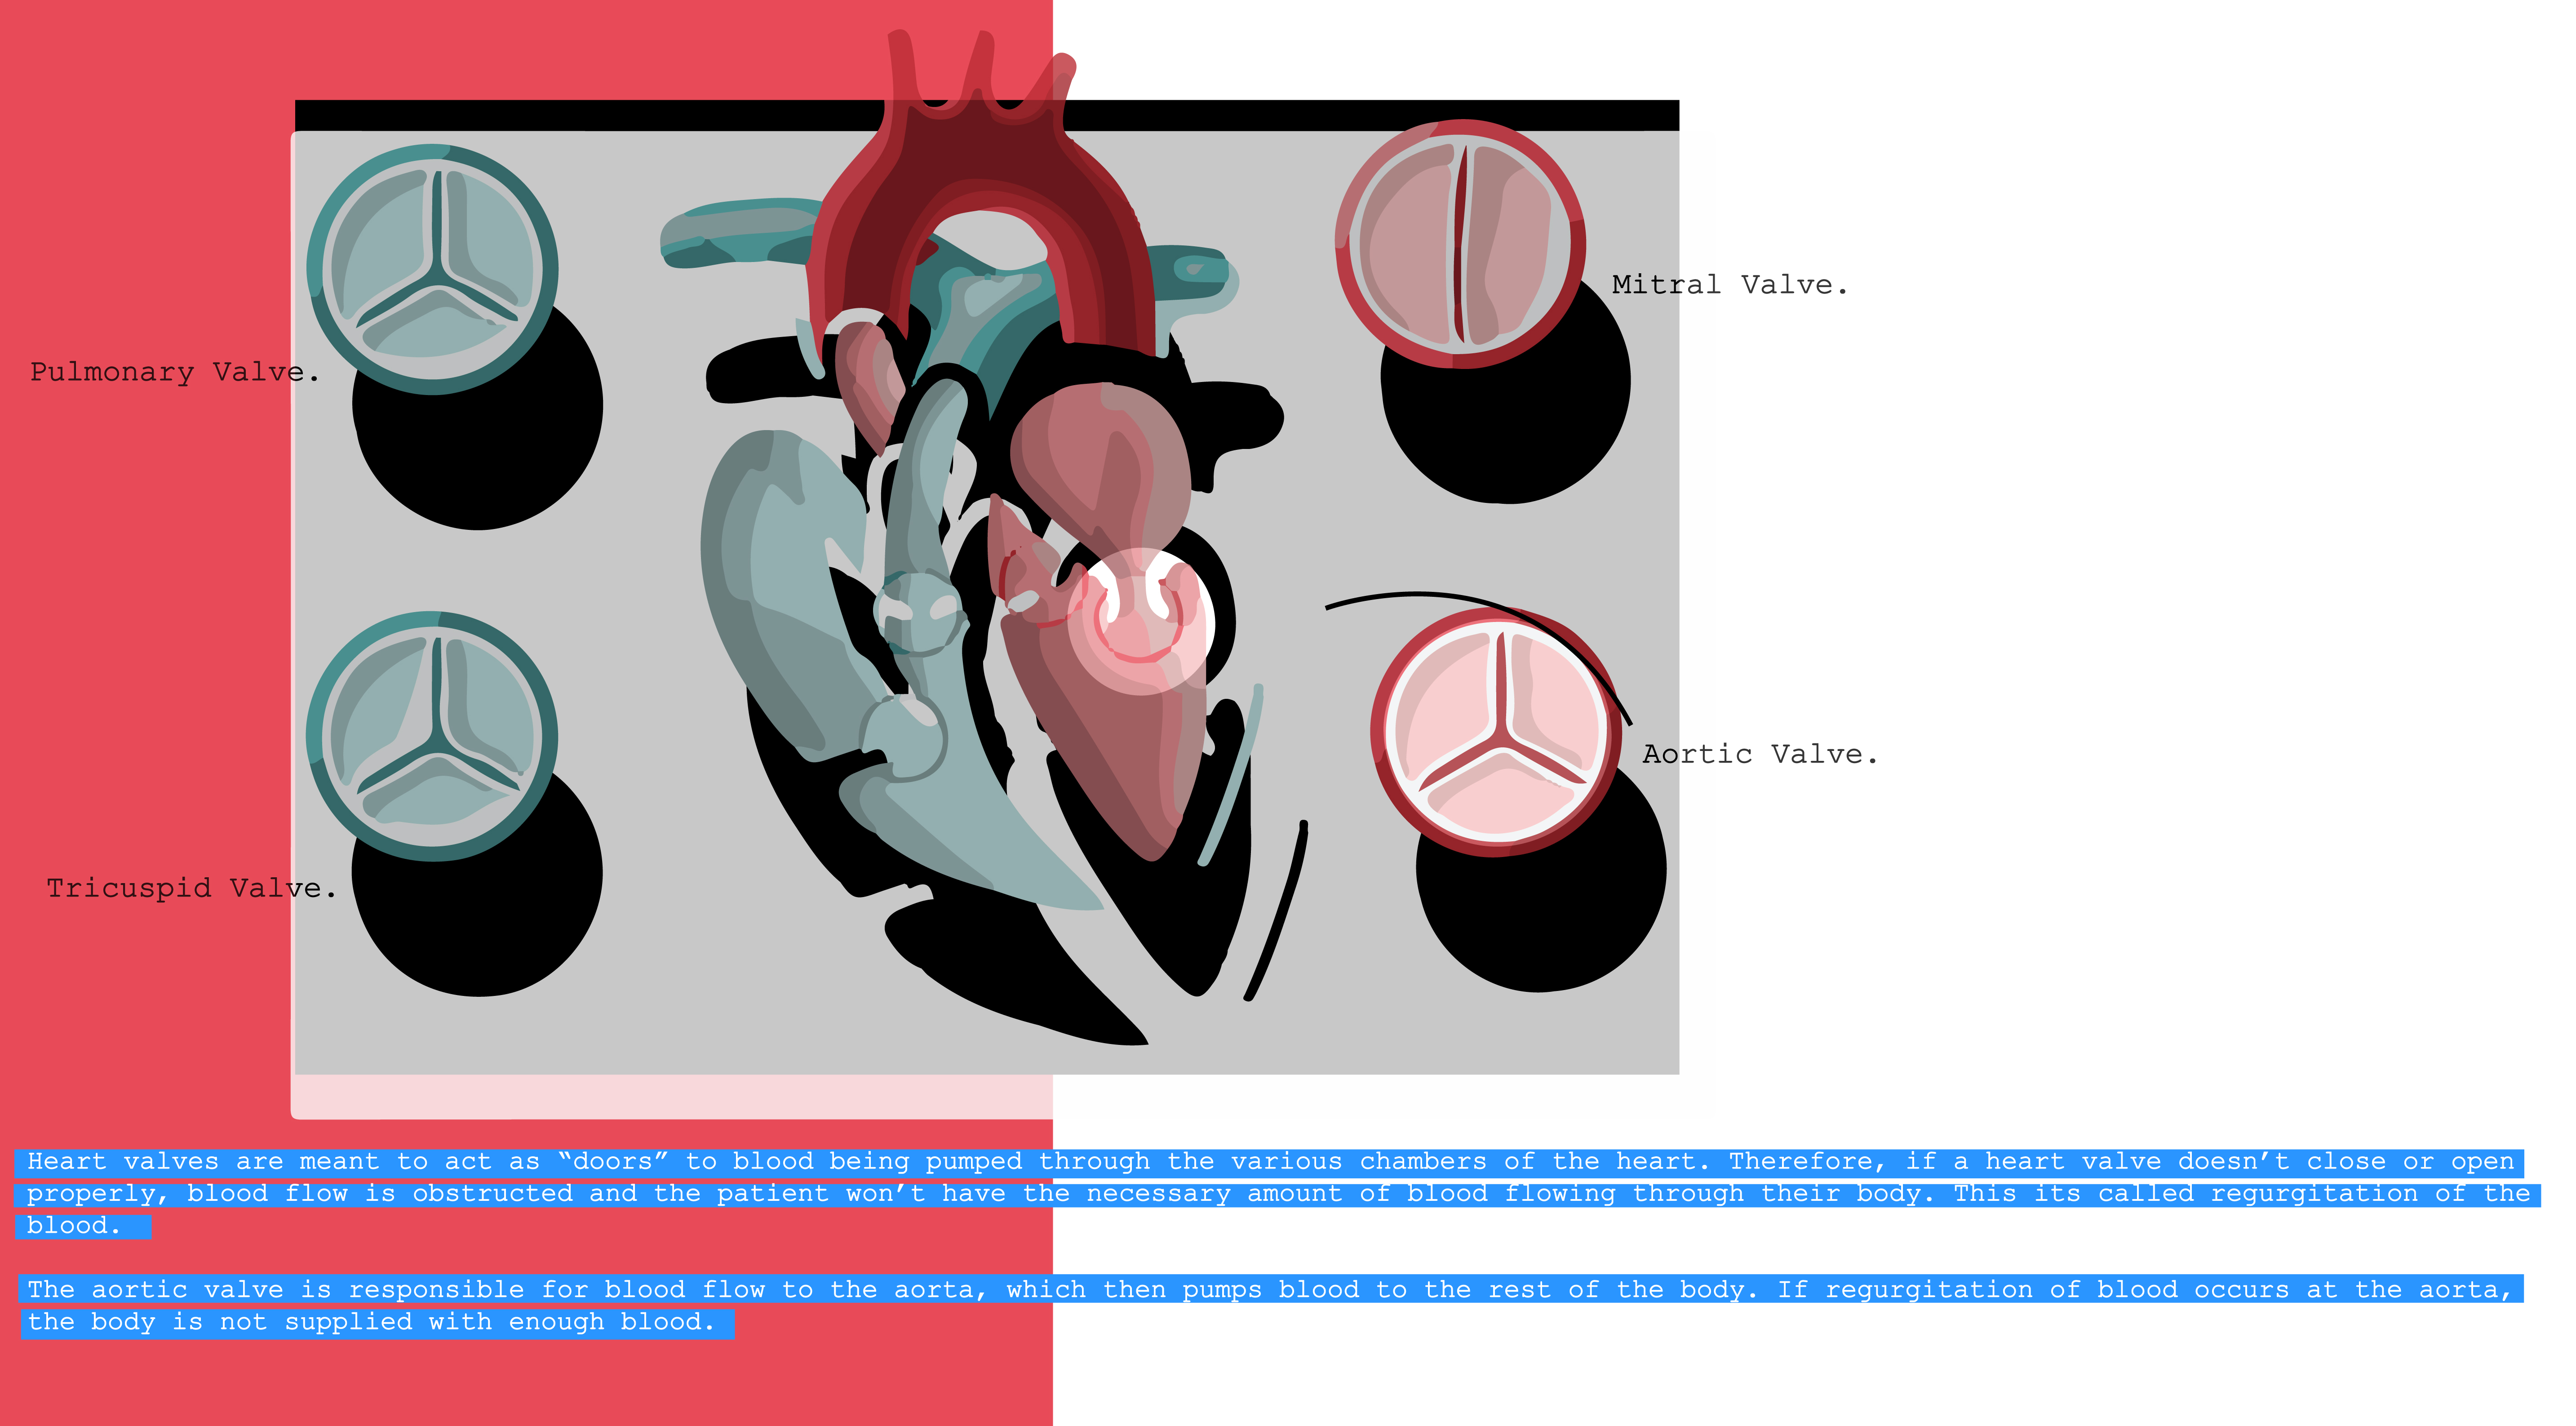 Mitral Valve.
Pulmonary Valve.
Aortic Valve.
Tricuspid Valve.
Heart valves are meant to act as “doors” to blood being pumped through the various chambers of the heart. Therefore, if a heart valve doesn’t close or open
properly, blood flow is obstructed and the patient won’t have the necessary amount of blood flowing through their body. This its called regurgitation of the
blood.
The aortic valve is responsible for blood flow to the aorta, which then pumps blood to the rest of the body. If regurgitation of blood occurs at the aorta,
the body is not supplied with enough blood.